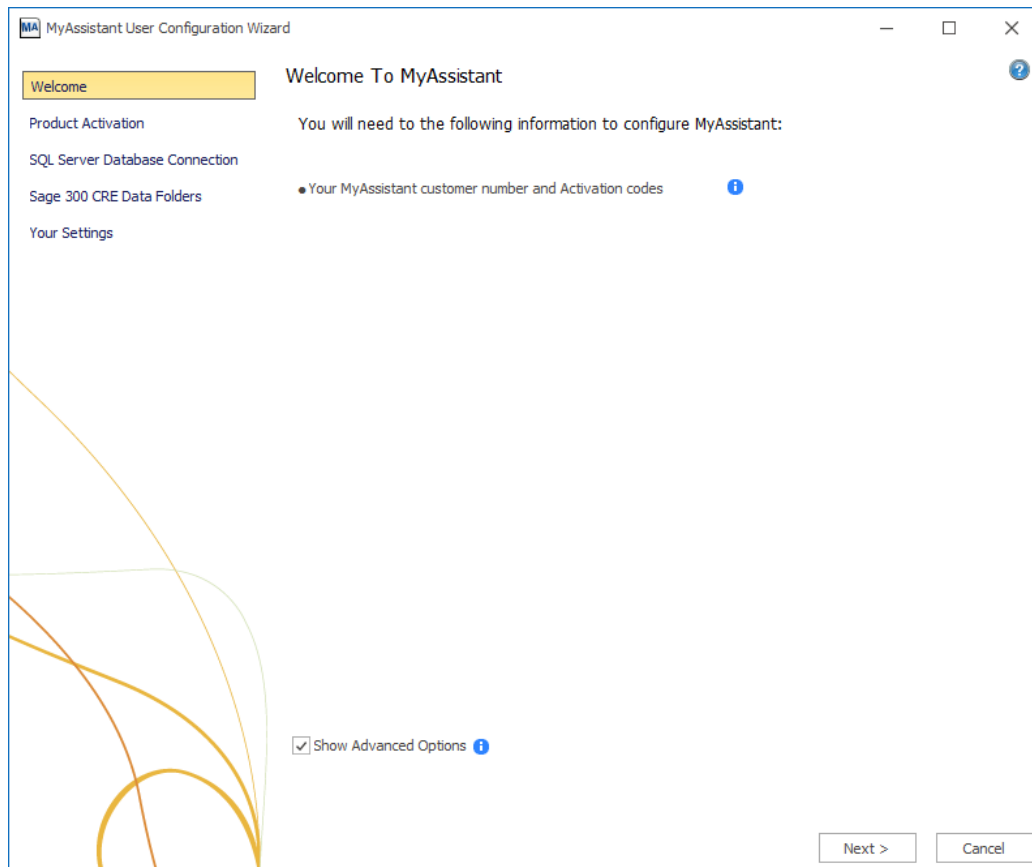 MA MyAssistant User Configuration Wizard
Welcome
Product Activation
SQL Server Database Connection
Sage 300 CRE Data Folders
Your Settings
Welcome To MyAssistant
You will need to the following information to configure MyAssistant:
• Your MyAssistant customer number and Activation codes
Show Advanced Options
Next >
Cancel